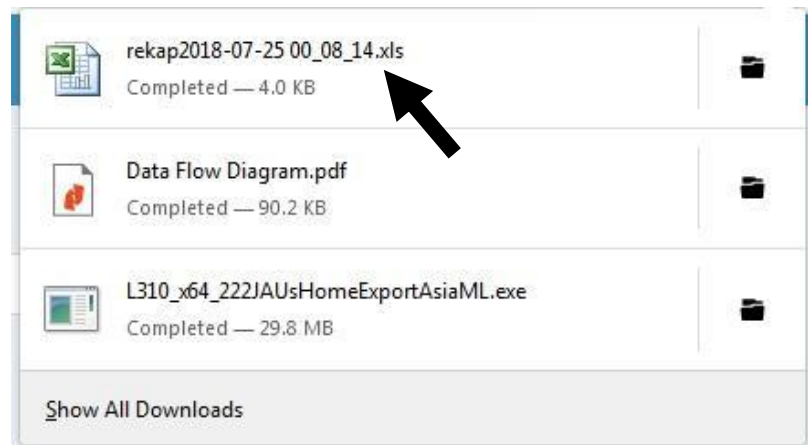 rekap2018-07-25 00_08_14.xls
Completed — 4.0 KB
Data Flow Diagram.pdf
Completed — 90.2 KB
L310_x64_222JAUsHomeExportAsiaML.exe
Completed — 29.8 MB
Show All Downloads